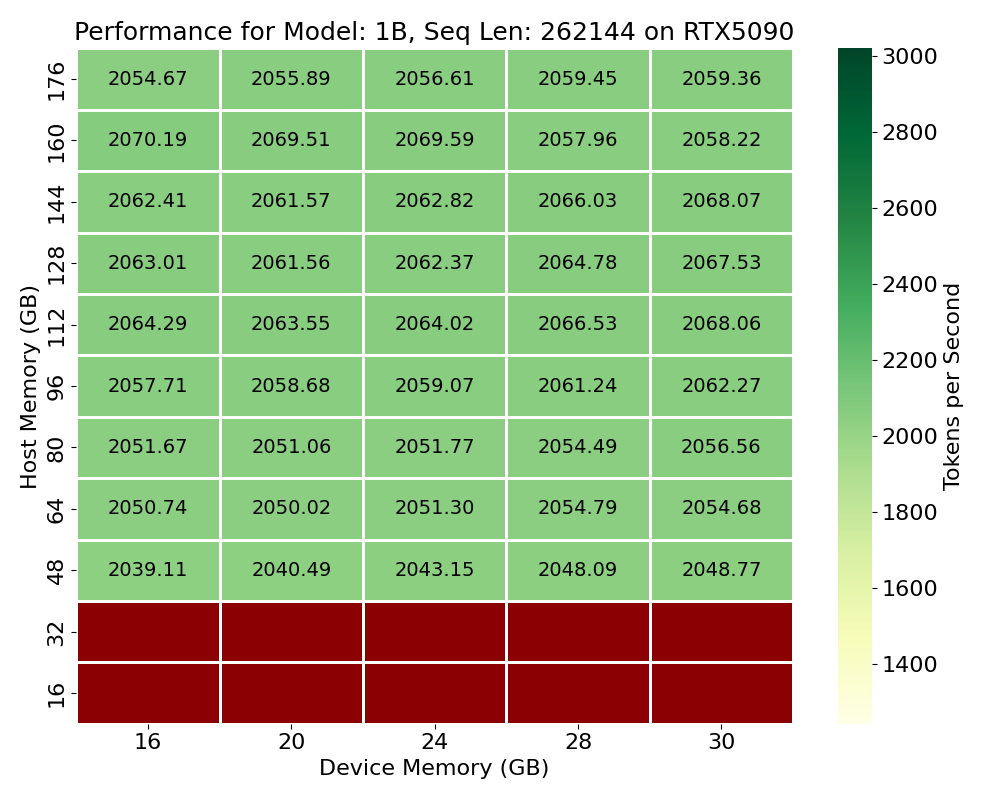 Performance for Model: 1B, Seq Len: 262144 on RTX5090
176 2054.67 2055.89 2056.61 2059.45 2059.36
160 2070.19 2069.51 2069.59 2057.96 2058.22
144 2062.41 2061.57 2062.82 2066.03 2068.07
128 2063.01 2061.56 2062.37 2064.78 2067.53
112 2064.29 2063.55 2064.02 2066.53 2068.06
96 2057.71 2058.68 2059.07 2061.24 2062.27
80 2051.67 2051.06 2051.77 2054.49 2056.56
64 2050.74 2050.02 2051.30 2054.79 2054.68
48 2039.11 2040.49 2043.15 2048.09 2048.77
32
16
16 20 24 28 30
Device Memory (GB)
Host Memory (GB)
3000
2800
2600
2400
2200
2000
1800
1600
1400
Tokens per Second